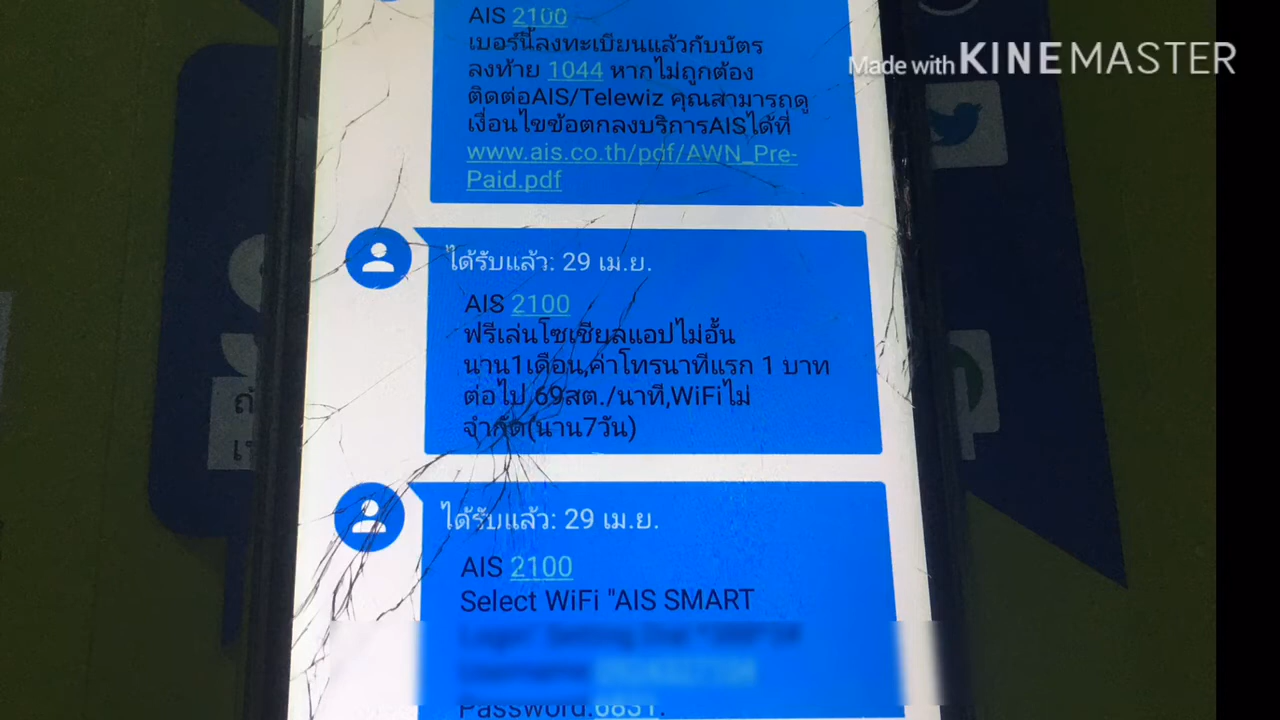 AIS 2100
เบอร์นี้ลงทะเบียนแล้วกับบัตร
ลงท้าย 1044 หากไม่ถูกต้อง
ติดต่อAIS/Telewiz คุณสามารถดู
เงื่อนไขข้อตกลงบริการAISได้ที่
www.ais.co.th/pdf/AWN_Pre-
Paid.pdf
Made with KINEMASTER
ได้รับแล้ว: 29 เม.ย.
AIS 2100
ฟรีเล่นโซเชียลแอปไม่อั้น
นาน1เดือน,ค่าโทรนาทีแรก 1 บาท
ต่อไป 69สต./นาที,WiFiไม่
จำกัด(นาน7วัน)
ได้รับแล้ว: 29 เม.ย.
AIS 2100
Select WiFi "AIS SMART
Password:6831.